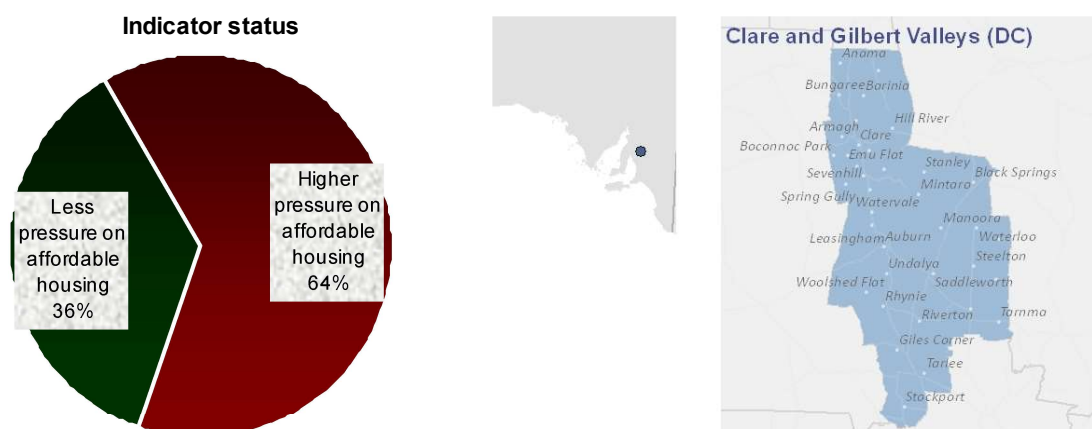 Indicator status
Less
pressure on
affordable
housing
36%
Higher
pressure on
affordable
housing
64%
Clare and Gilbert Valleys (DC)
Anama
Bungaree
Barinia
Hill River
Armagh
Clare
Boconnoc Park
Emu Flat
Stanley
Sevenhill
Black Springs
Mintaro
Spring Gully
Watervale
Manoora
Leasingham
Auburn
Waterloo
Steelton
Undalya
Woolshed Flat
Saddleworth
Rhynie
Riverton
Tarnma
Giles Corner
Tarlee
Stockport